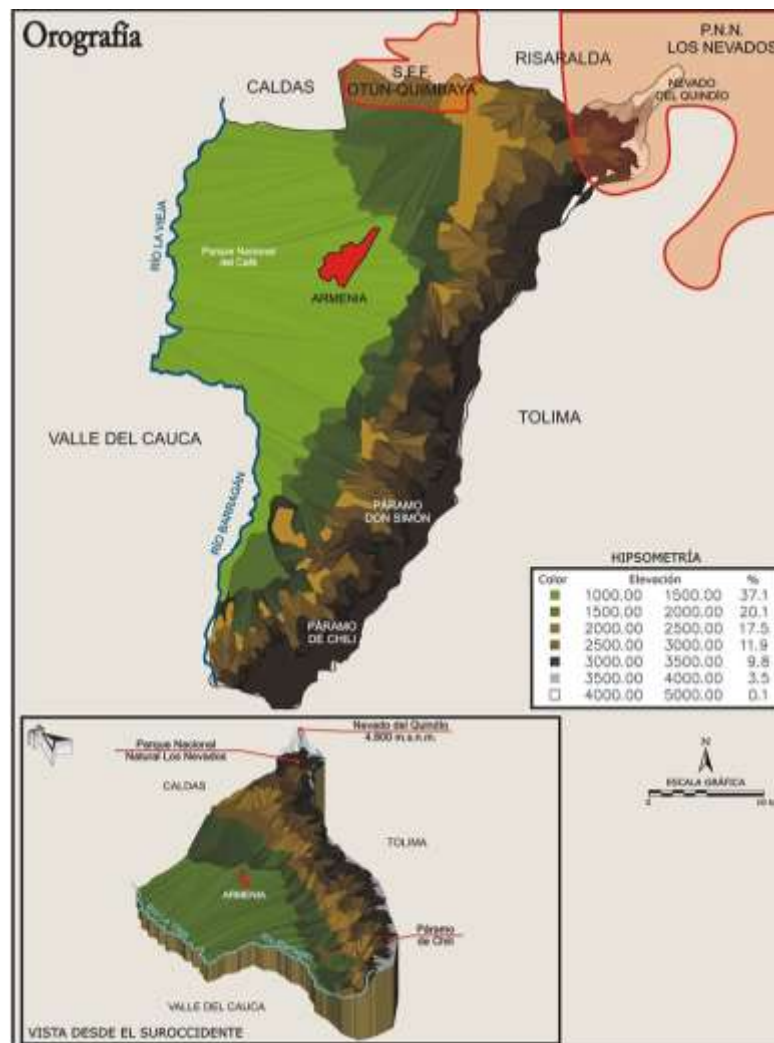 Orografía
P.N.N.
LOS NEVADOS
RISARALDA
S.F.F.
OTÚN-QUIMBAYA
CALDAS
NEVADO
DEL QUINDÍO
RÍO LA VIEJA
Parque Nacional
del Café
ARMENIA
TOLIMA
VALLE DEL CAUCA
RÍO BARRAGÁN
PÁRAMO
DON SIMÓN
PÁRAMO
DE CHILI
HIPSOMETRÍA
Color Elevación %
1000.00 1500.00 37.1
1500.00 2000.00 20.1
2000.00 2500.00 17.5
2500.00 3000.00 11.9
3000.00 3500.00 9.8
3500.00 4000.00 3.5
4000.00 5000.00 0.1
N
ESCALA GRÁFICA
0 10
Nevado del Quindío
4.800 m.s.n.m.
Parque Nacional
Natural Los Nevados
CALDAS
TOLIMA
ARMENIA
Páramo
de Chili
VALLE DEL CAUCA
VISTA DESDE EL SUROCCIDENTE